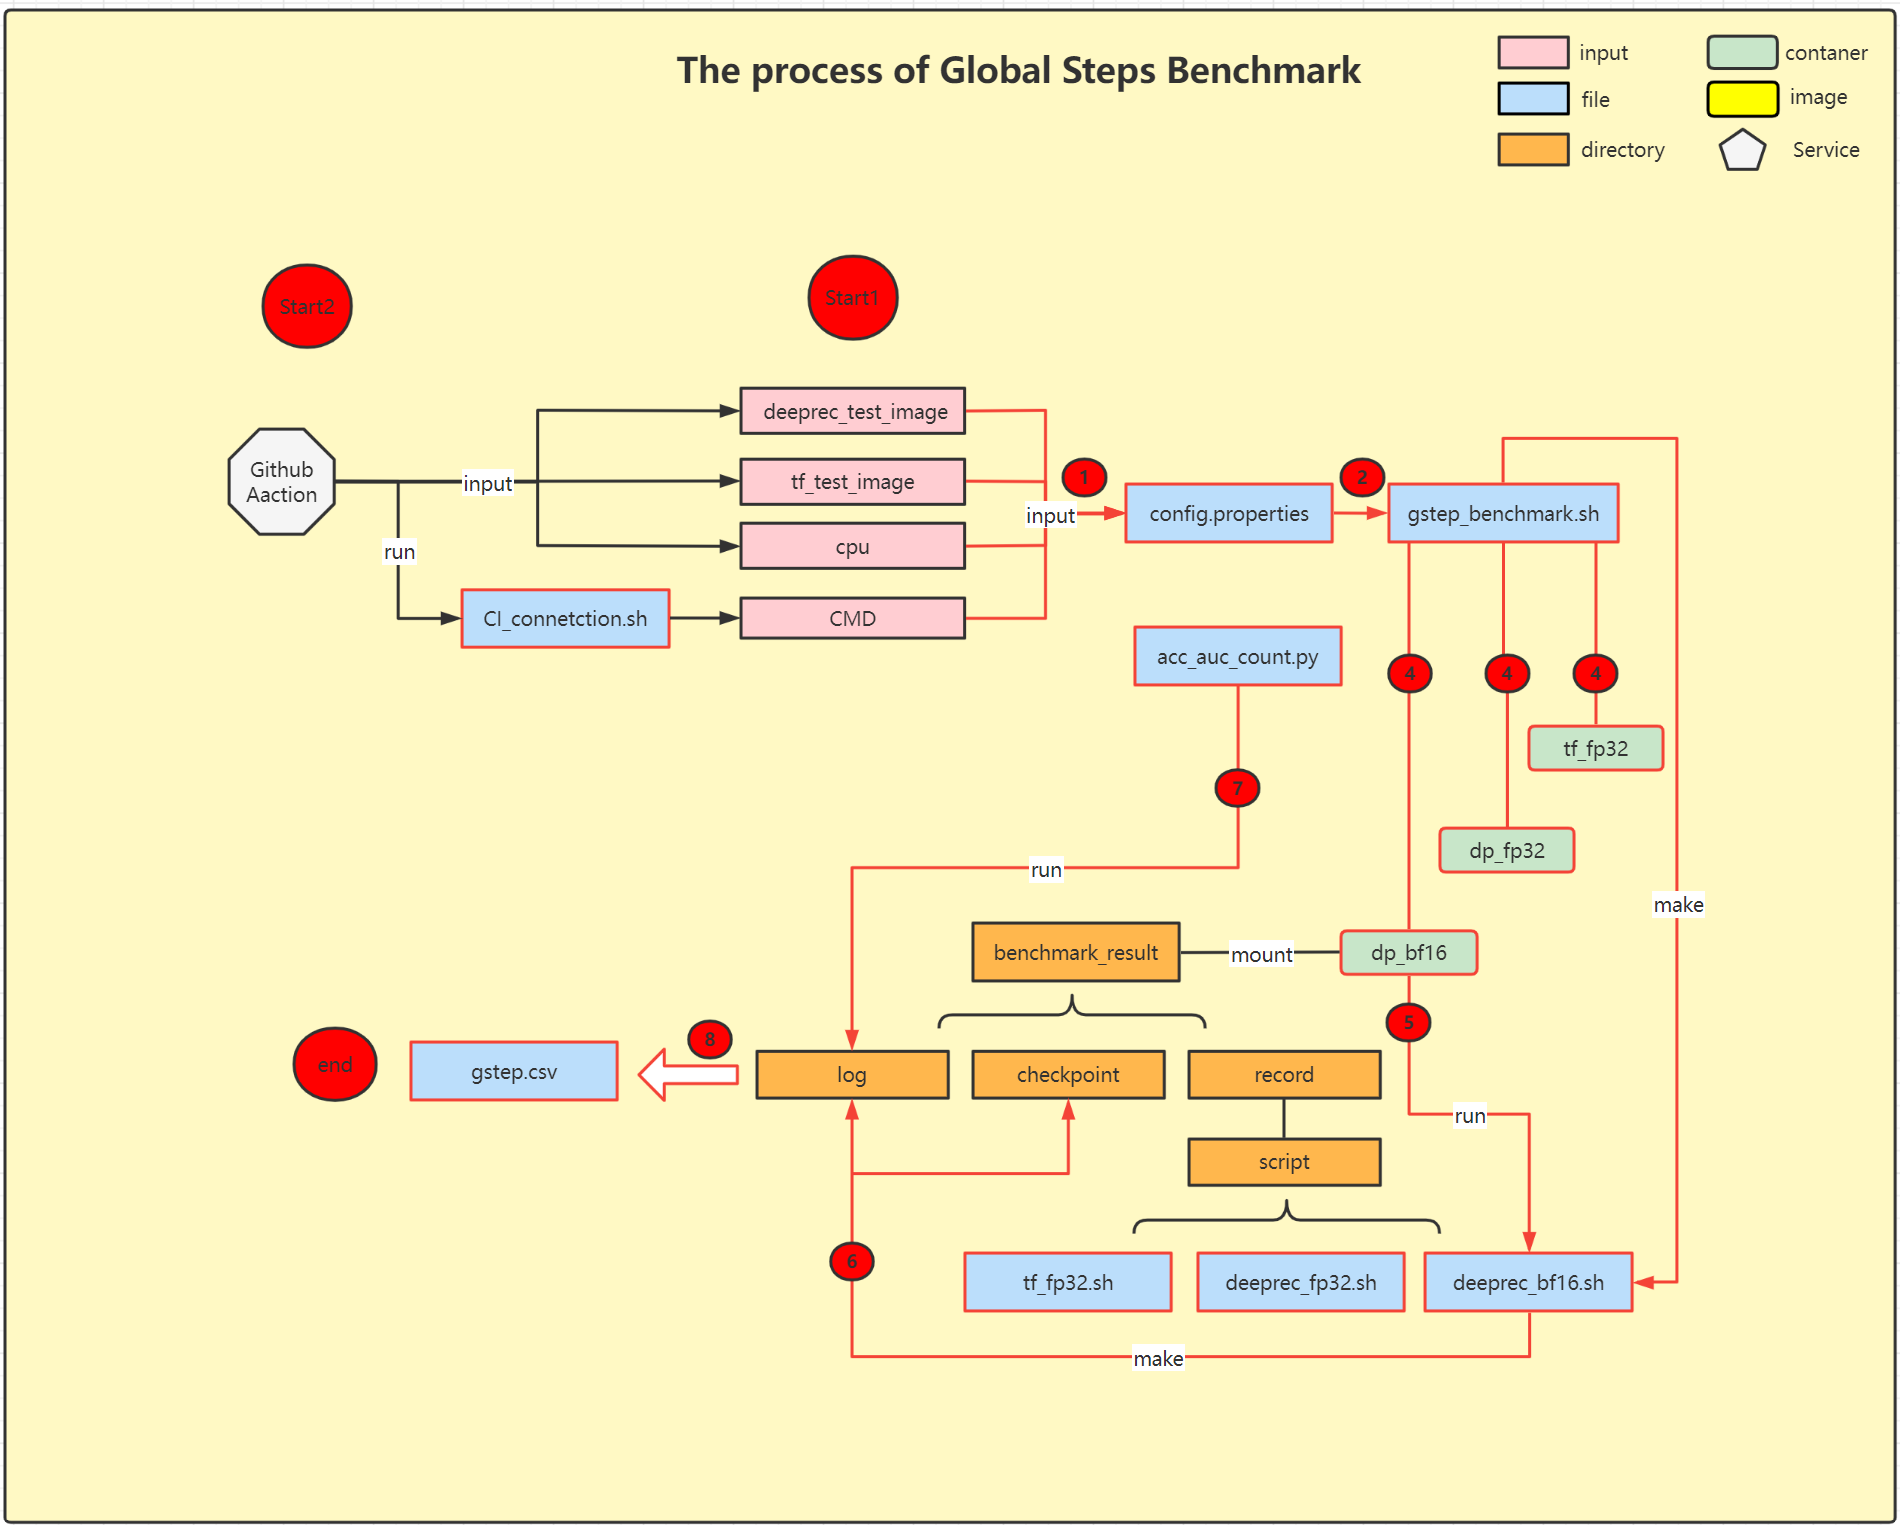 The process of Global Steps Benchmark
input
contaner
file
image
directory
Service
Start2
Start1
Github
Aaction
input
run
CI_connetction.sh
deeprec_test_image
tf_test_image
cpu
CMD
1
input
config.properties
2
gstep_benchmark.sh
acc_auc_count.py
4
4
4
tf_fp32
7
dp_fp32
run
make
benchmark_result
mount
dp_bf16
5
8
end
gstep.csv
log
checkpoint
record
run
script
6
tf_fp32.sh
deeprec_fp32.sh
deeprec_bf16.sh
make